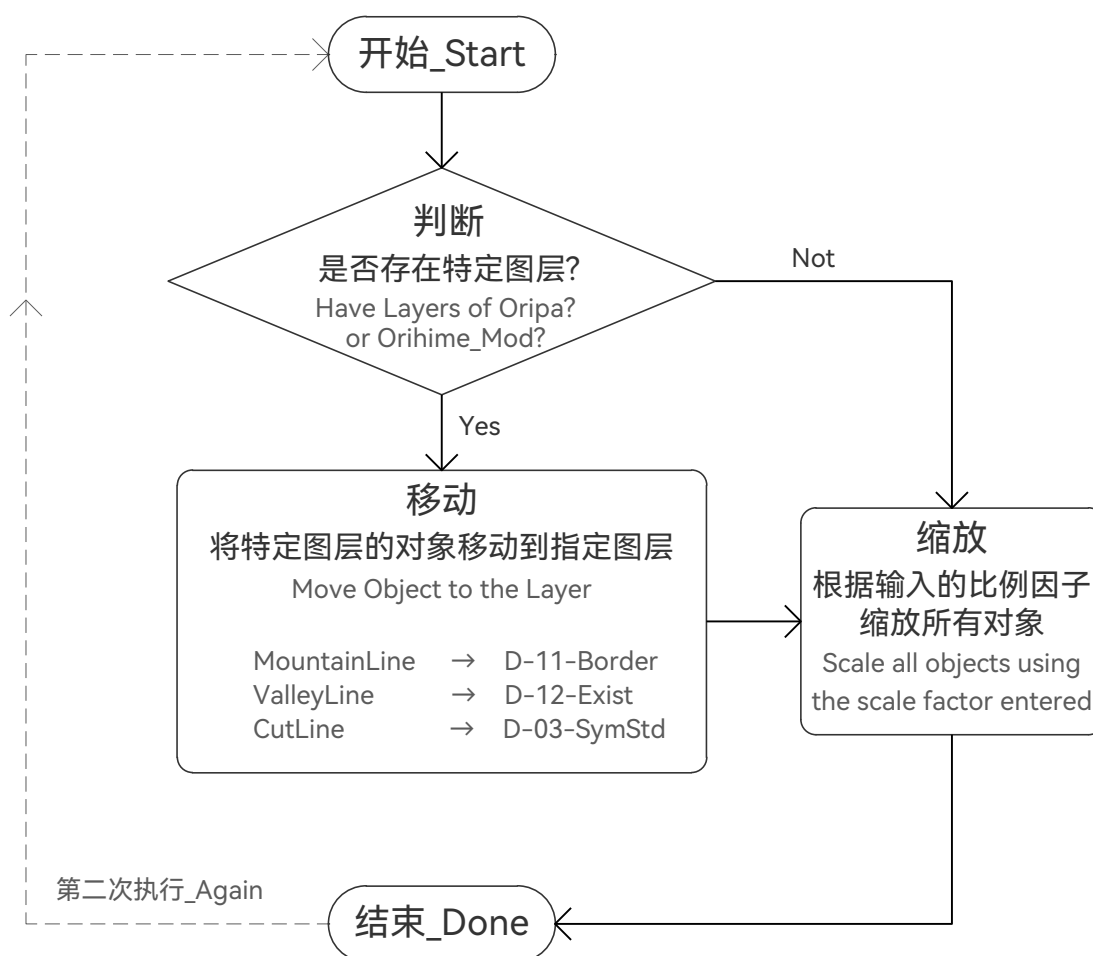 开始_Start
判断
是否存在特定图层?
Have Layers of Oripa?
or Orihime_Mod?
Not
Yes
移动
将特定图层的对象移动到指定图层
Move Object to the Layer
MountainLine → D-11-Border
ValleyLine → D-12-Exist
CutLine → D-03-SymStd
缩放
根据输入的比例因子
缩放所有对象
Scale all objects using
the scale factor entered
第二次执行_Again
结束_Done